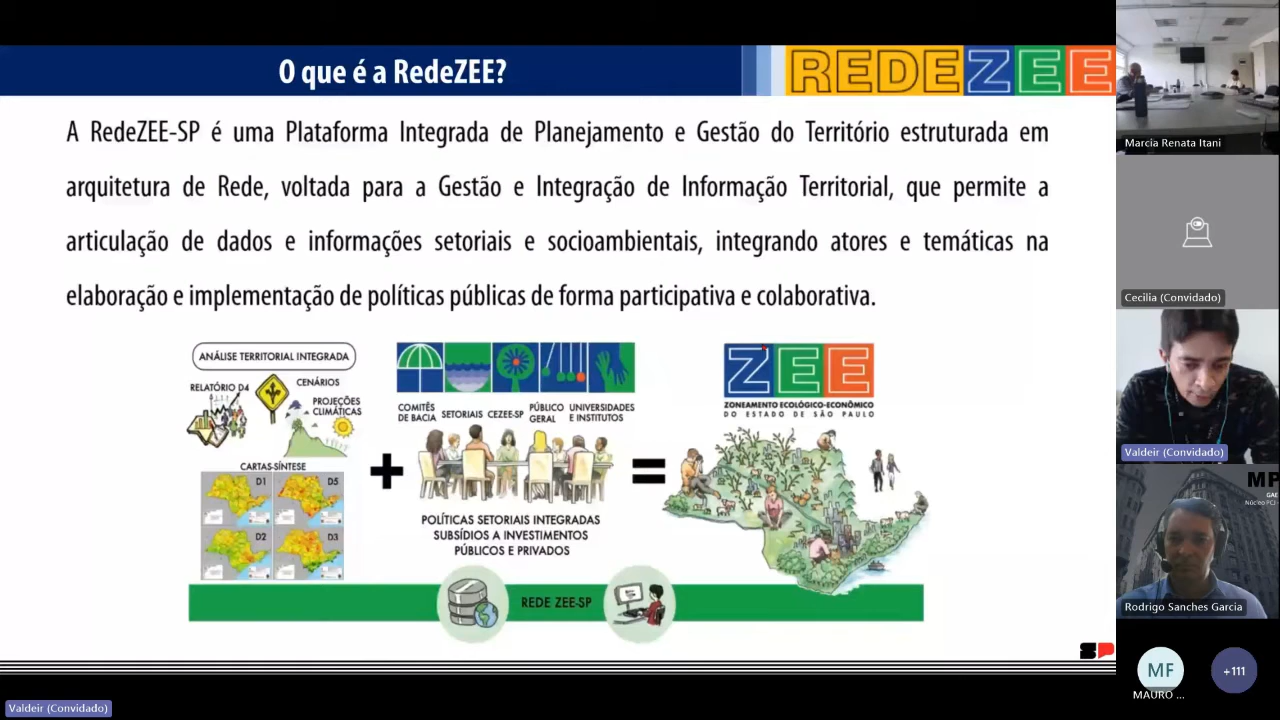 O que é a RedeZEE?
REDEZEE
A RedeZEE-SP é uma Plataforma Integrada de Planejamento e Gestão do Território estruturada em
arquitetura de Rede, voltada para a Gestão e Integração de Informação Territorial, que permite a
articulação de dados e informações setoriais e socioambientais, integrando atores e temáticas na
elaboração e implementação de políticas públicas de forma participativa e colaborativa.
ANÁLISE TERRITORIAL INTEGRADA
RELATÓRIO D4
CENÁRIOS
PROJEÇÕES
CLIMÁTICAS
CARTAS-SÍNTESE
D1
D5
D2
D3
+
COMITÊS
DE BACIA
SETORIAIS
CEZEE-SP
PÚBLICO
GERAL
UNIVERSIDADES
E INSTITUTOS
POLÍTICAS SETORIAIS INTEGRADAS
SUBSÍDIOS A INVESTIMENTOS
PÚBLICOS E PRIVADOS
=
ZEE
ZONEAMENTO ECOLÓGICO-ECONÔMICO
DO ESTADO DE SÃO PAULO
REDE ZEE-SP
SP
Valdeir (Convidado)
Marcia Renata Itani
Cecilia (Convidado)
Valdeir (Convidado)
MP
GAE
Núcleo PCJ
Rodrigo Sanches Garcia
MF
MAURO ...
+111